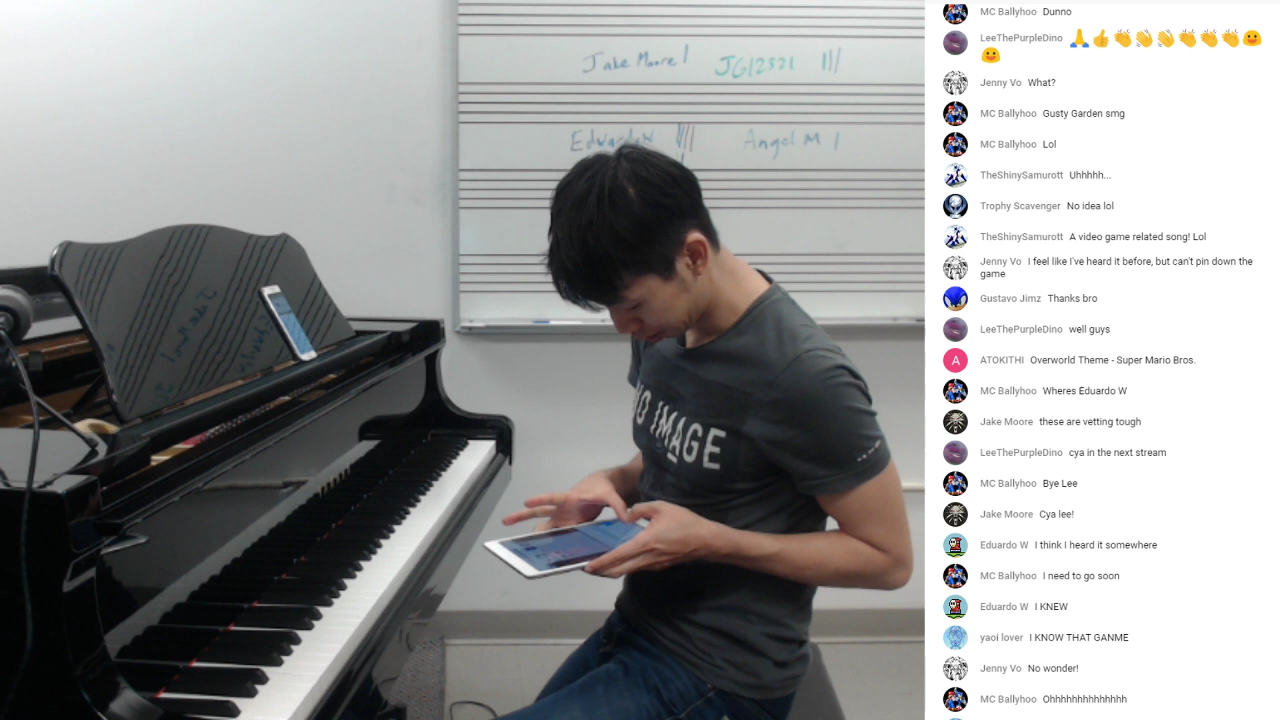 Jake Moore | JG12321 |||
Edwardo W |||| Angel M |
NO IMAGE
MC Ballyhoo Dunno
LeeThePurpleDino 🙏👍👏👏👏👏👏👏😃
😃
Jenny Vo What?
MC Ballyhoo Gusty Garden smg
MC Ballyhoo Lol
TheShinySamurott Uhhhhh...
Trophy Scavenger No idea lol
TheShinySamurott A video game related song! Lol
Jenny Vo I feel like I've heard it before, but can't pin down the
game
Gustavo Jimz Thanks bro
LeeThePurpleDino well guys
A ATOKITHI Overworld Theme - Super Mario Bros.
MC Ballyhoo Wheres Eduardo W
Jake Moore these are vetting tough
LeeThePurpleDino cya in the next stream
MC Ballyhoo Bye Lee
Jake Moore Cya lee!
Eduardo W I think I heard it somewhere
MC Ballyhoo I need to go soon
Eduardo W I KNEW
yaoi lover I KNOW THAT GANME
Jenny Vo No wonder!
MC Ballyhoo Ohhhhhhhhhhhhh